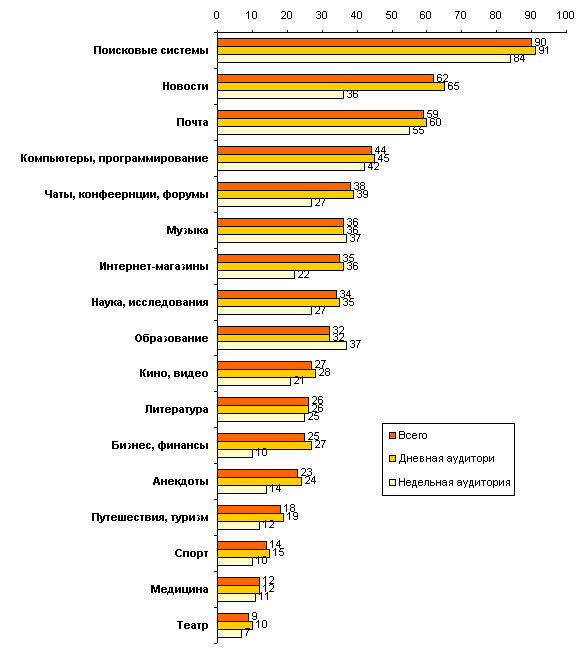 0 10 20 30 40 50 60 70 80 90 100
Поисковые системы 90 91 84
Новости 62 65 36
Почта 59 60 55
Компьютеры, программирование 44 45 42
Чаты, конфеернции, форумы 38 39 27
Музыка 36 36 37
Интернет-магазины 35 36 22
Наука, исследования 34 35 27
Образование 32 32 37
Кино, видео 27 28 21
Литература 26 26 25
Бизнес, финансы 25 27 10
Анекдоты 23 24 14
Путешествия, туризм 18 19 12
Спорт 14 15 10
Медицина 12 12 11
Театр 9 10 7
Всего
Дневная аудитори
Недельная аудитория